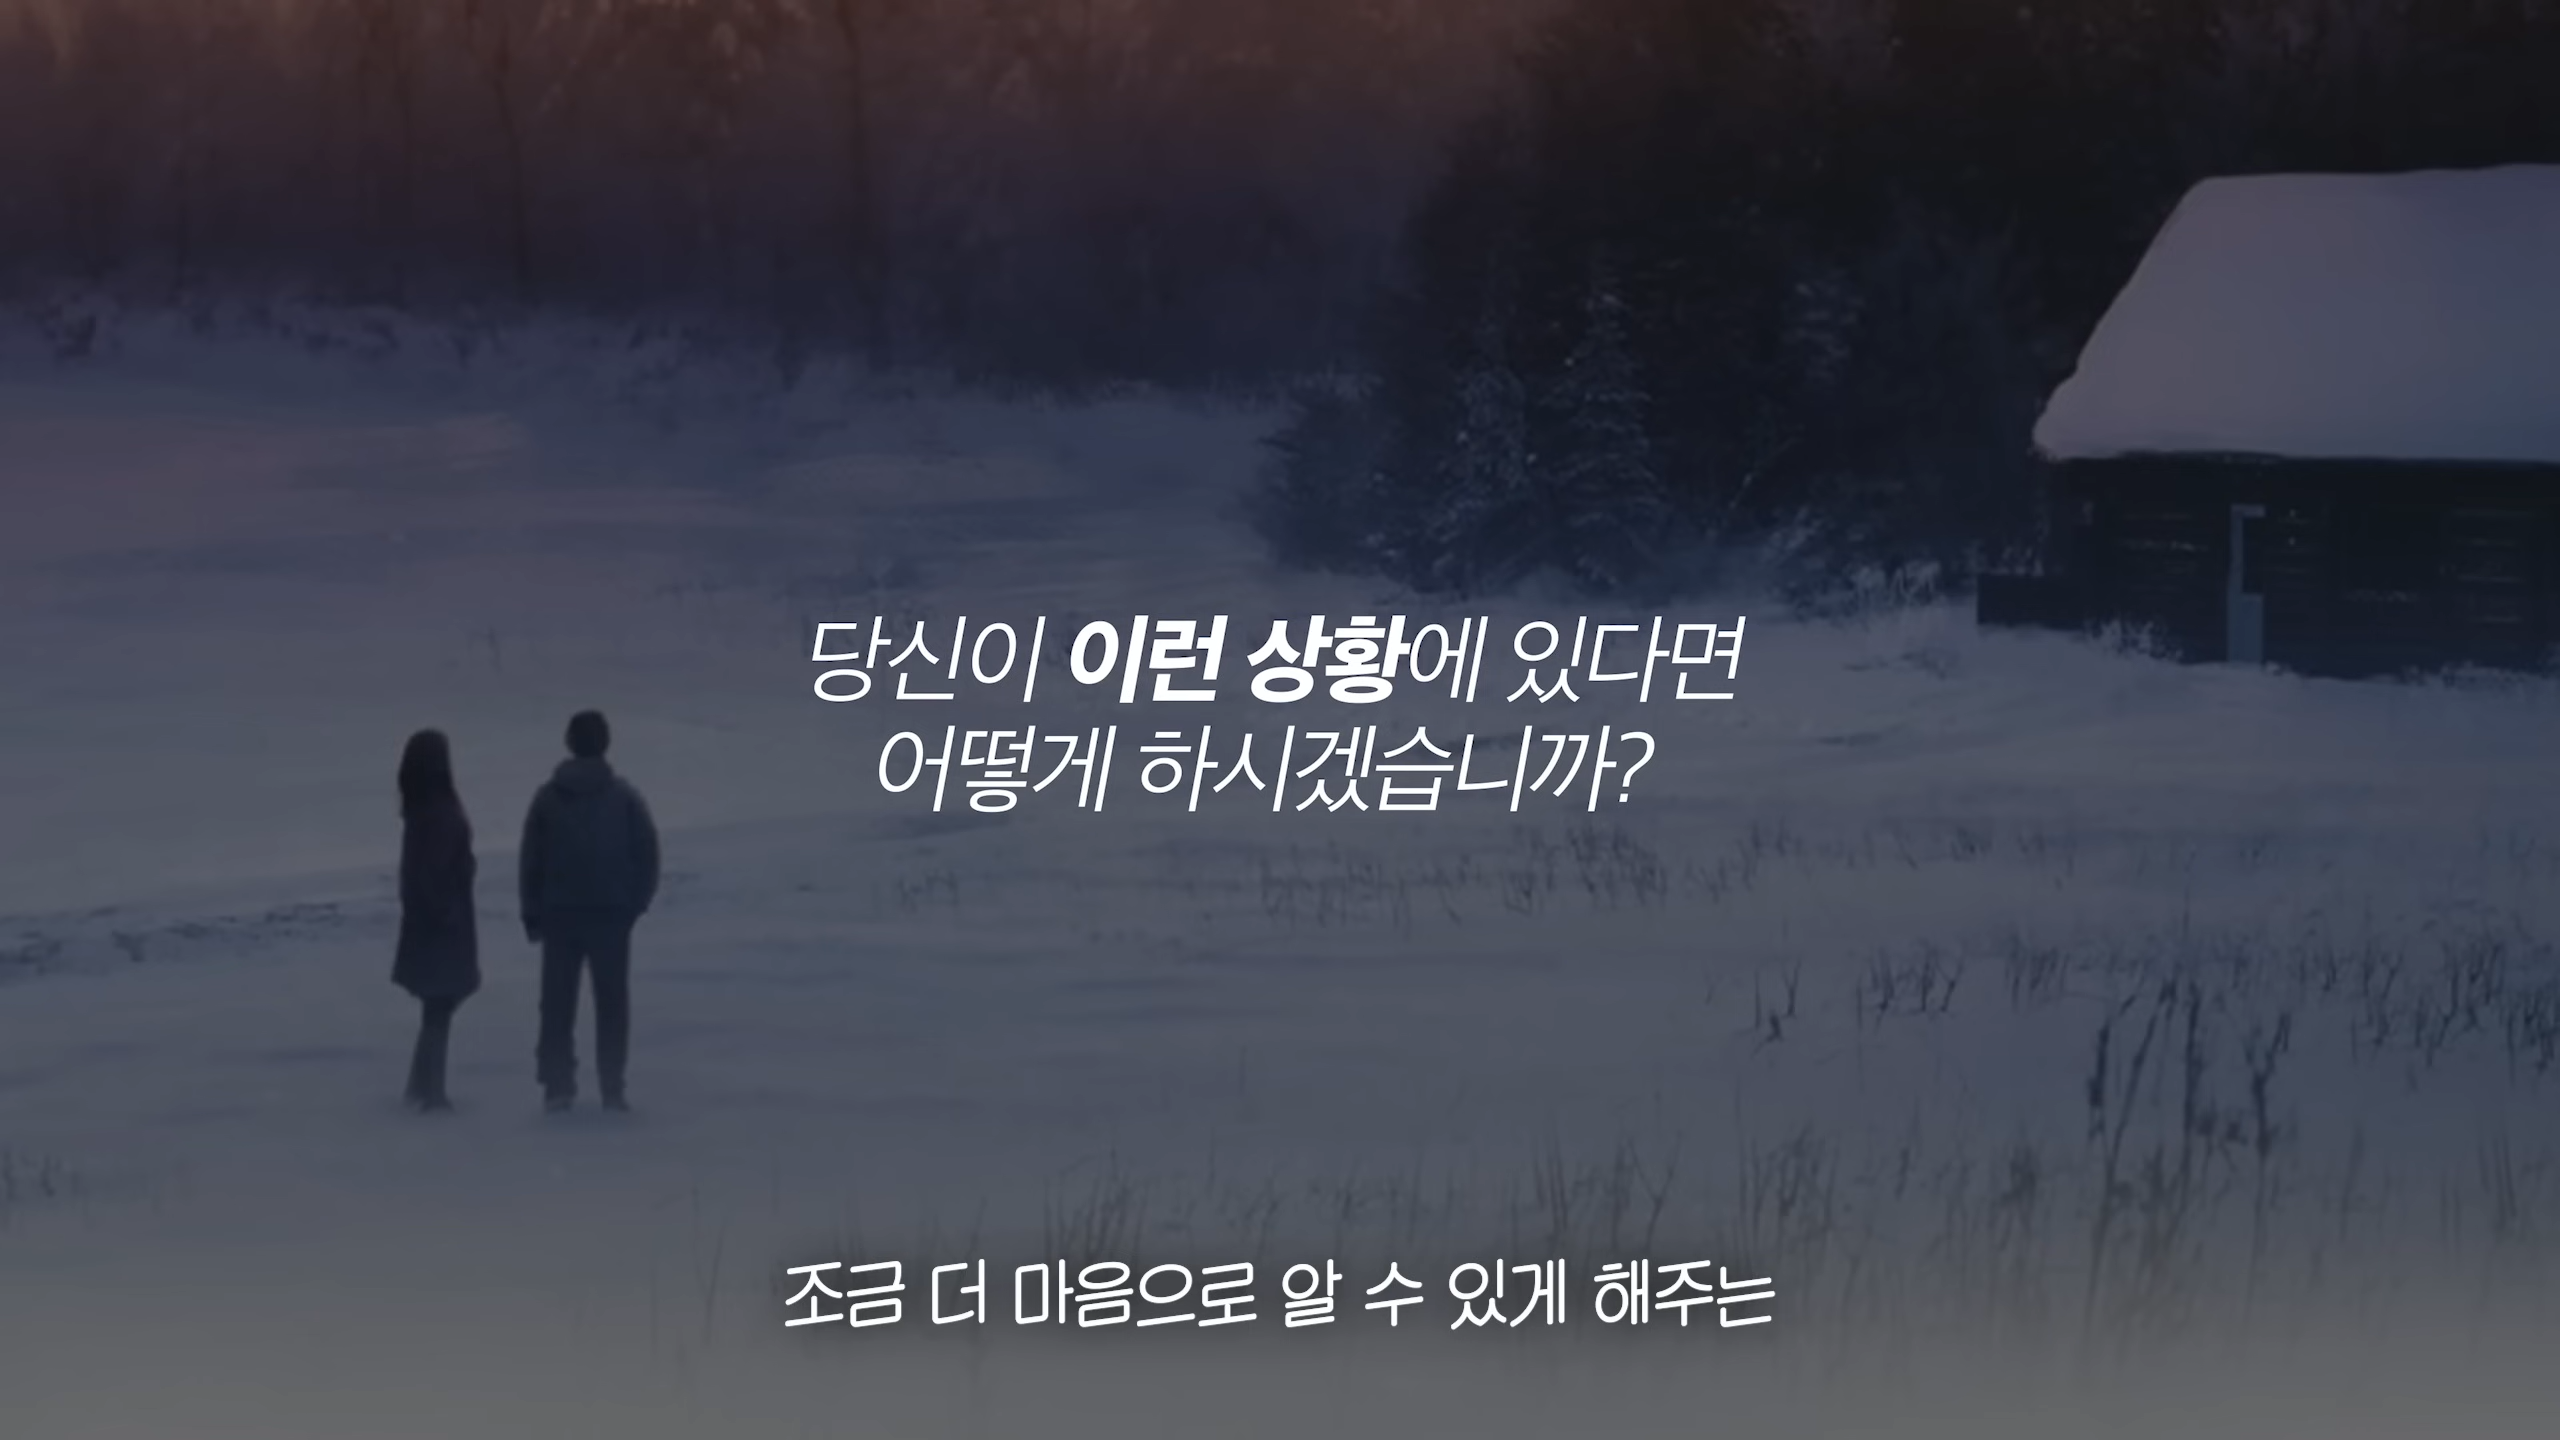 당신이 이런 상황에 있다면
어떻게 하시겠습니까?
조금 더 마음으로 알 수 있게 해주는